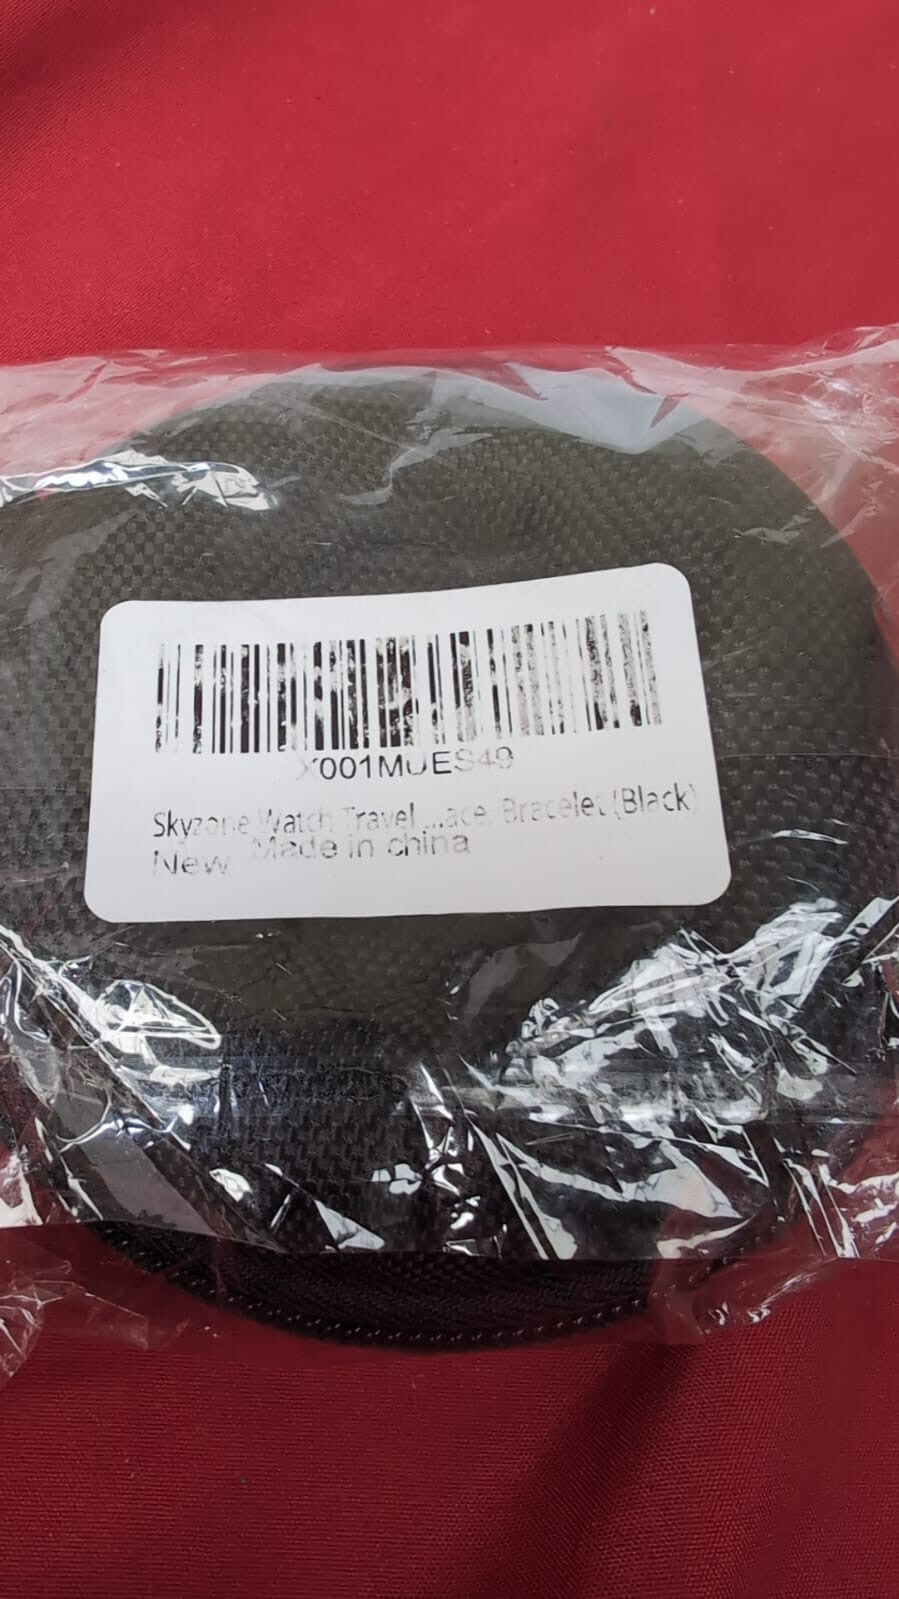 X001MUES49
Skyzone Watch Travel ...ace, Bracelet (Black)
New Made in china